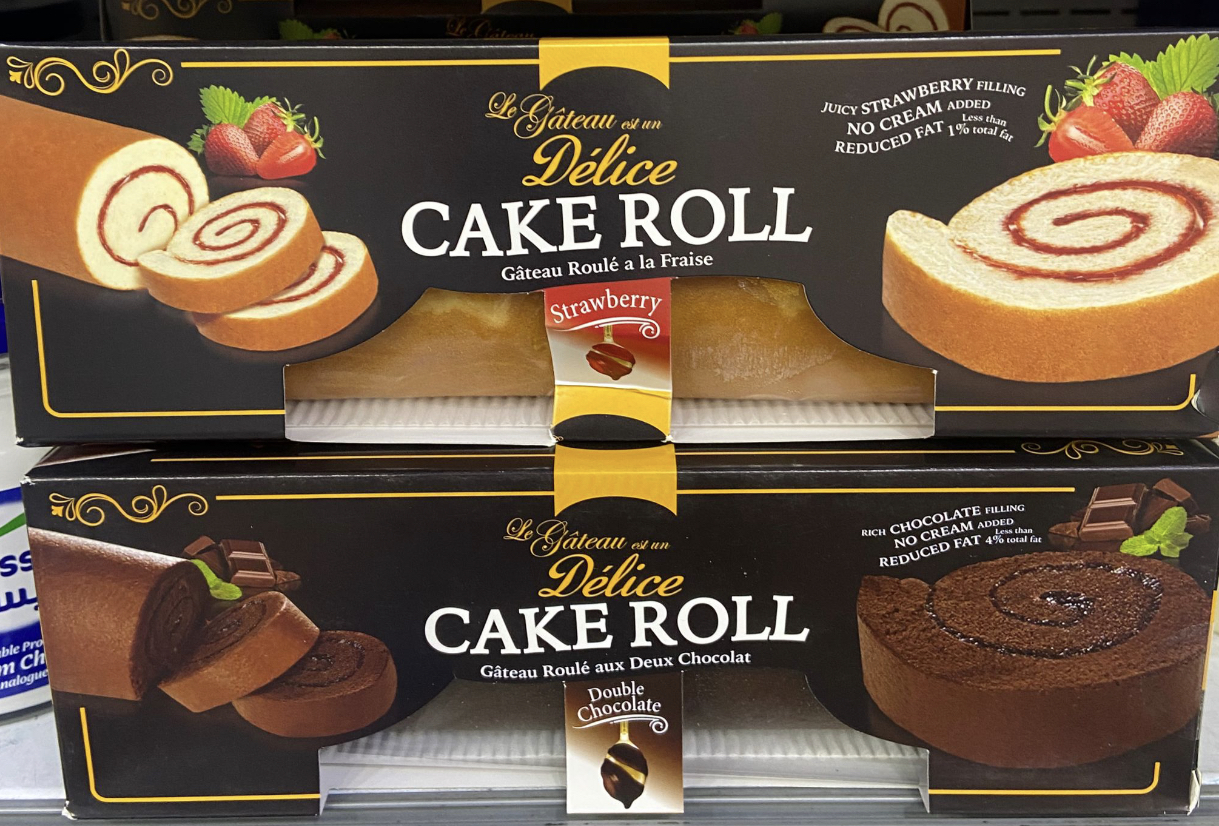 Le Gâteau
Le Gâteau est un
Délice
CAKE ROLL
Gâteau Roulé a la Fraise
Strawberry
JUICY STRAWBERRY FILLING
NO CREAM ADDED
REDUCED FAT Less than 1% total fat
Le Gâteau est un
Délice
CAKE ROLL
Gâteau Roulé aux Deux Chocolat
Double
Chocolate
RICH CHOCOLATE FILLING
NO CREAM ADDED
REDUCED FAT Less than 4% total fat